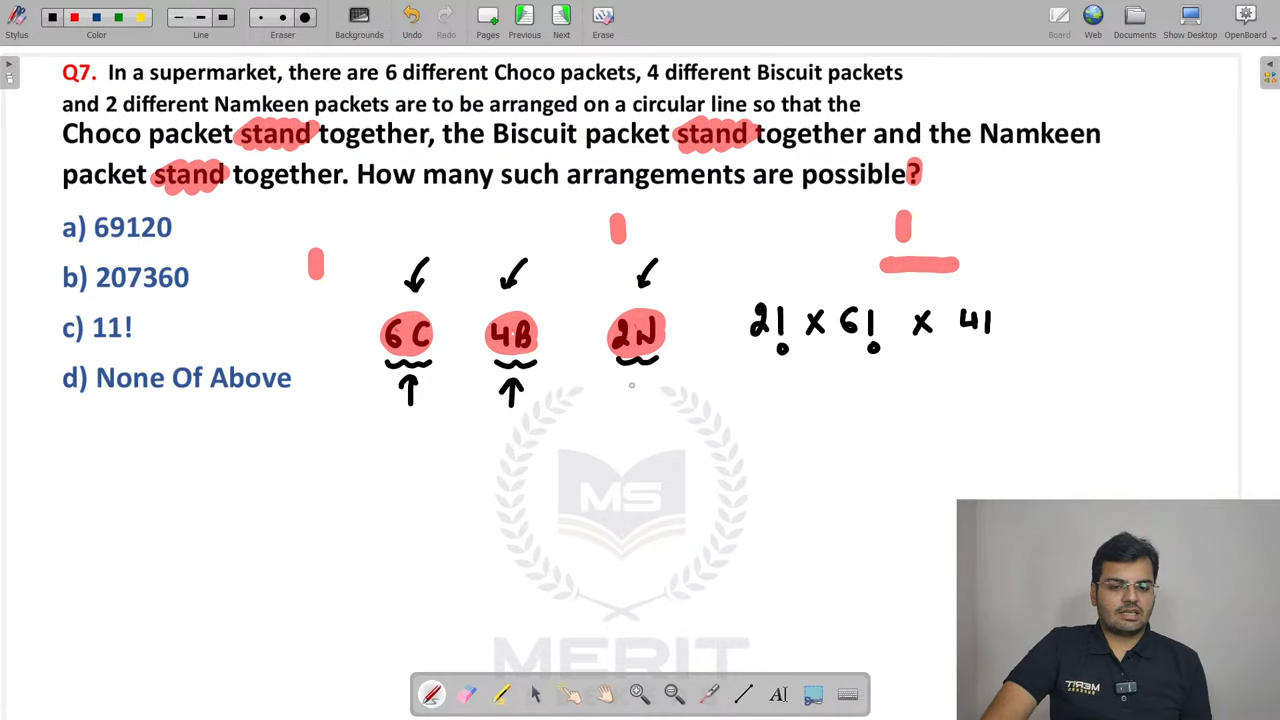 Stylus
Color
Line
Eraser
Backgrounds
Undo
Redo
Pages
Previous
Next
Erase
Board
Web
Documents
Show Desktop
OpenBoard
Q7. In a supermarket, there are 6 different Choco packets, 4 different Biscuit packets
and 2 different Namkeen packets are to be arranged on a circular line so that the
Choco packet stand together, the Biscuit packet stand together and the Namkeen
packet stand together. How many such arrangements are possible?
a) 69120
b) 207360
c) 11!
d) None Of Above
6C 4B 2N 2! x 6! x 4!
MS
MERIT
MERIT